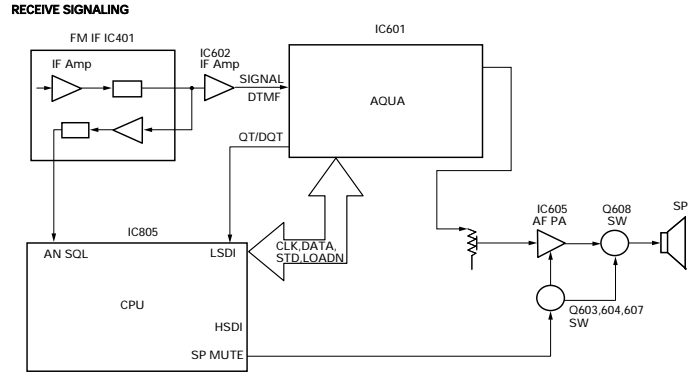 RECEIVE SIGNALING
FM IF IC401
IC602
IF Amp
IC601
IF Amp
SIGNAL
DTMF
AQUA
QT/DQT
IC605
AF PA
Q608
SW
SP
IC805
AN SQL
LSDI
CLK,DATA,
STD,LOADN
CPU
HSDI
Q603,604,607
SW
SP MUTE